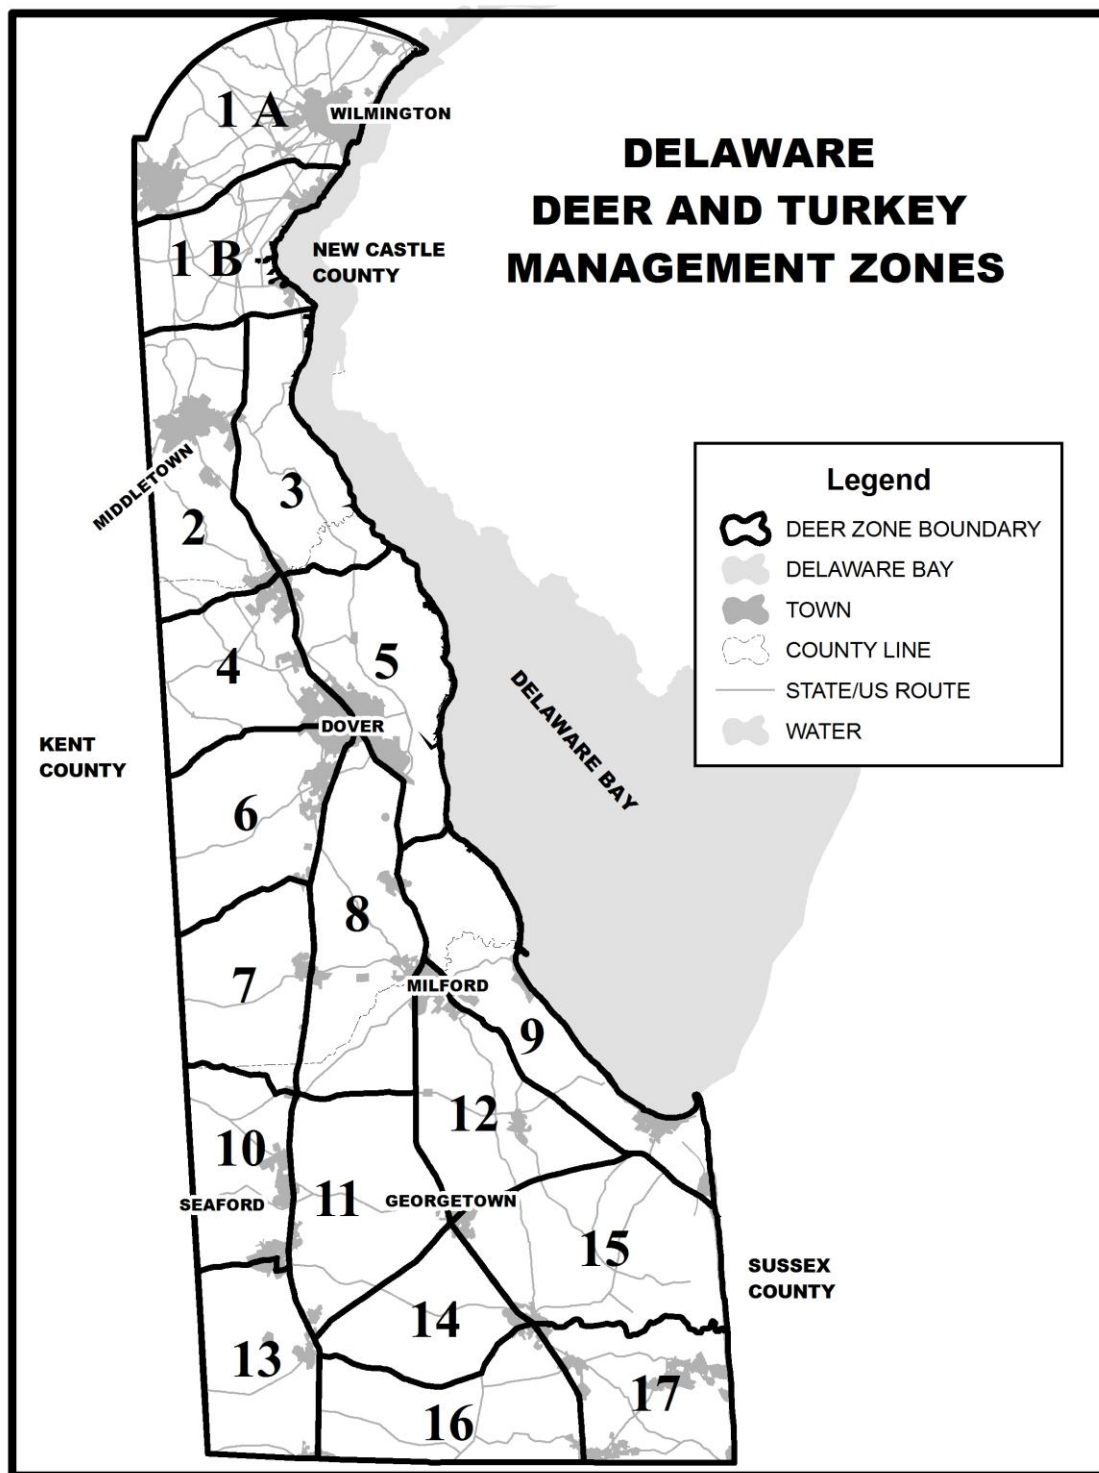 DELAWARE
DEER AND TURKEY
MANAGEMENT ZONES
1 A
WILMINGTON
1 B
NEW CASTLE
COUNTY
MIDDLETOWN
2
3
4
5
DOVER
KENT
COUNTY
DELAWARE BAY
6
7
8
MILFORD
9
10
SEAFORD
11
12
GEORGETOWN
13
14
15
SUSSEX
COUNTY
16
17
Legend
DEER ZONE BOUNDARY
DELAWARE BAY
TOWN
COUNTY LINE
STATE/US ROUTE
WATER